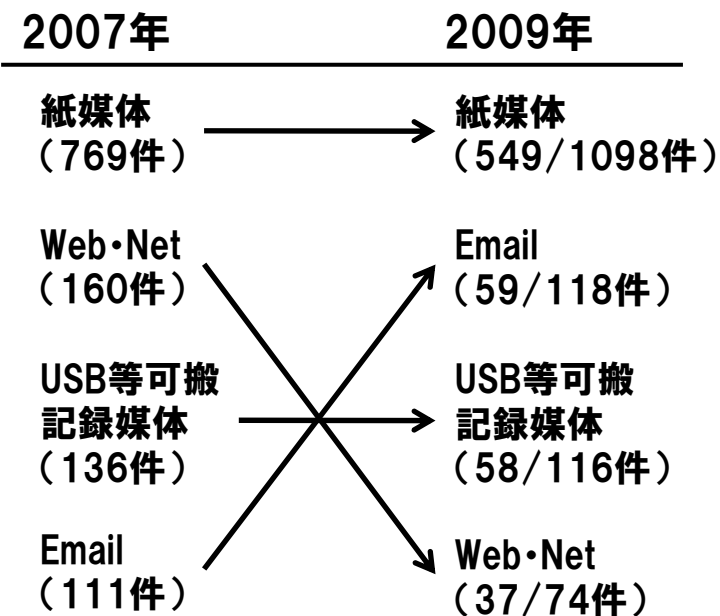 2007年 2009年
紙媒体
(769件)
紙媒体
(549/1098件)
Web・Net
(160件)
Email
(59/118件)
USB等可搬
記録媒体
(136件)
USB等可搬
記録媒体
(58/116件)
Email
(111件)
Web・Net
(37/74件)